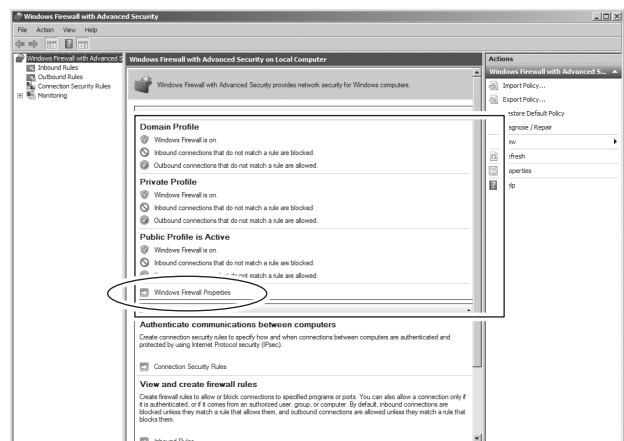 Windows Firewall with Advanced Security
File Action View Help
Windows Firewall with Advanced S
Inbound Rules
Outbound Rules
Connection Security Rules
Monitoring
Windows Firewall with Advanced Security on Local Computer
Windows Firewall with Advanced Security provides network security for Windows computers.
Domain Profile
Windows Firewall is on.
Inbound connections that do not match a rule are blocked.
Outbound connections that do not match a rule are allowed.
Private Profile
Windows Firewall is on.
Inbound connections that do not match a rule are blocked.
Outbound connections that do not match a rule are allowed.
Public Profile is Active
Windows Firewall is on.
Inbound connections that do not match a rule are blocked.
that do not match a rule are allowed.
Windows Firewall Properties
Authenticate communications between computers
Create connection security rules to specify how and when connections between computers are authenticated and
protected by using Internet Protocol security (IPsec).
Connection Security Rules
View and create firewall rules
Create firewall rules to allow or block connections to specified programs or ports. You can also allow a connection only if
it is authenticated, or if it comes from an authorized user, group, or computer. By default, inbound connections are
blocked unless they match a rule that allows them, and outbound connections are allowed unless they match a rule that
blocks them.
Inbound Rules
Actions
Windows Firewall with Advanced S...
Import Policy...
Export Policy...
estore Default Policy
agnose / Repair
ew
efresh
operties
elp